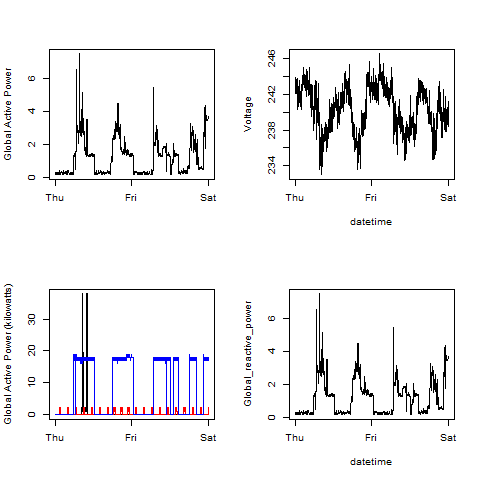 Global Active Power
0 2 4 6
Thu Fri Sat
Voltage
234 238 242 246
Thu Fri Sat
datetime
Global Active Power (kilowatts)
0 10 20 30
Thu Fri Sat
Global_reactive_power
0 2 4 6
Thu Fri Sat
datetime